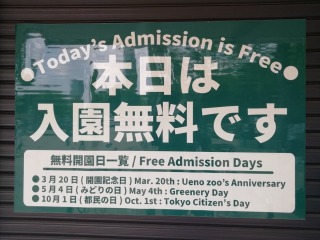 Today's Admission is Free
本日は
入園無料です
無料開園日一覧 / Free Admission Days
●3月20日(開園記念日) Mar. 20th : Ueno zoo's Anniversary
●5月4日(みどりの日) May 4th : Greenery Day
●10月1日(都民の日) Oct. 1st : Tokyo Citizen's Day